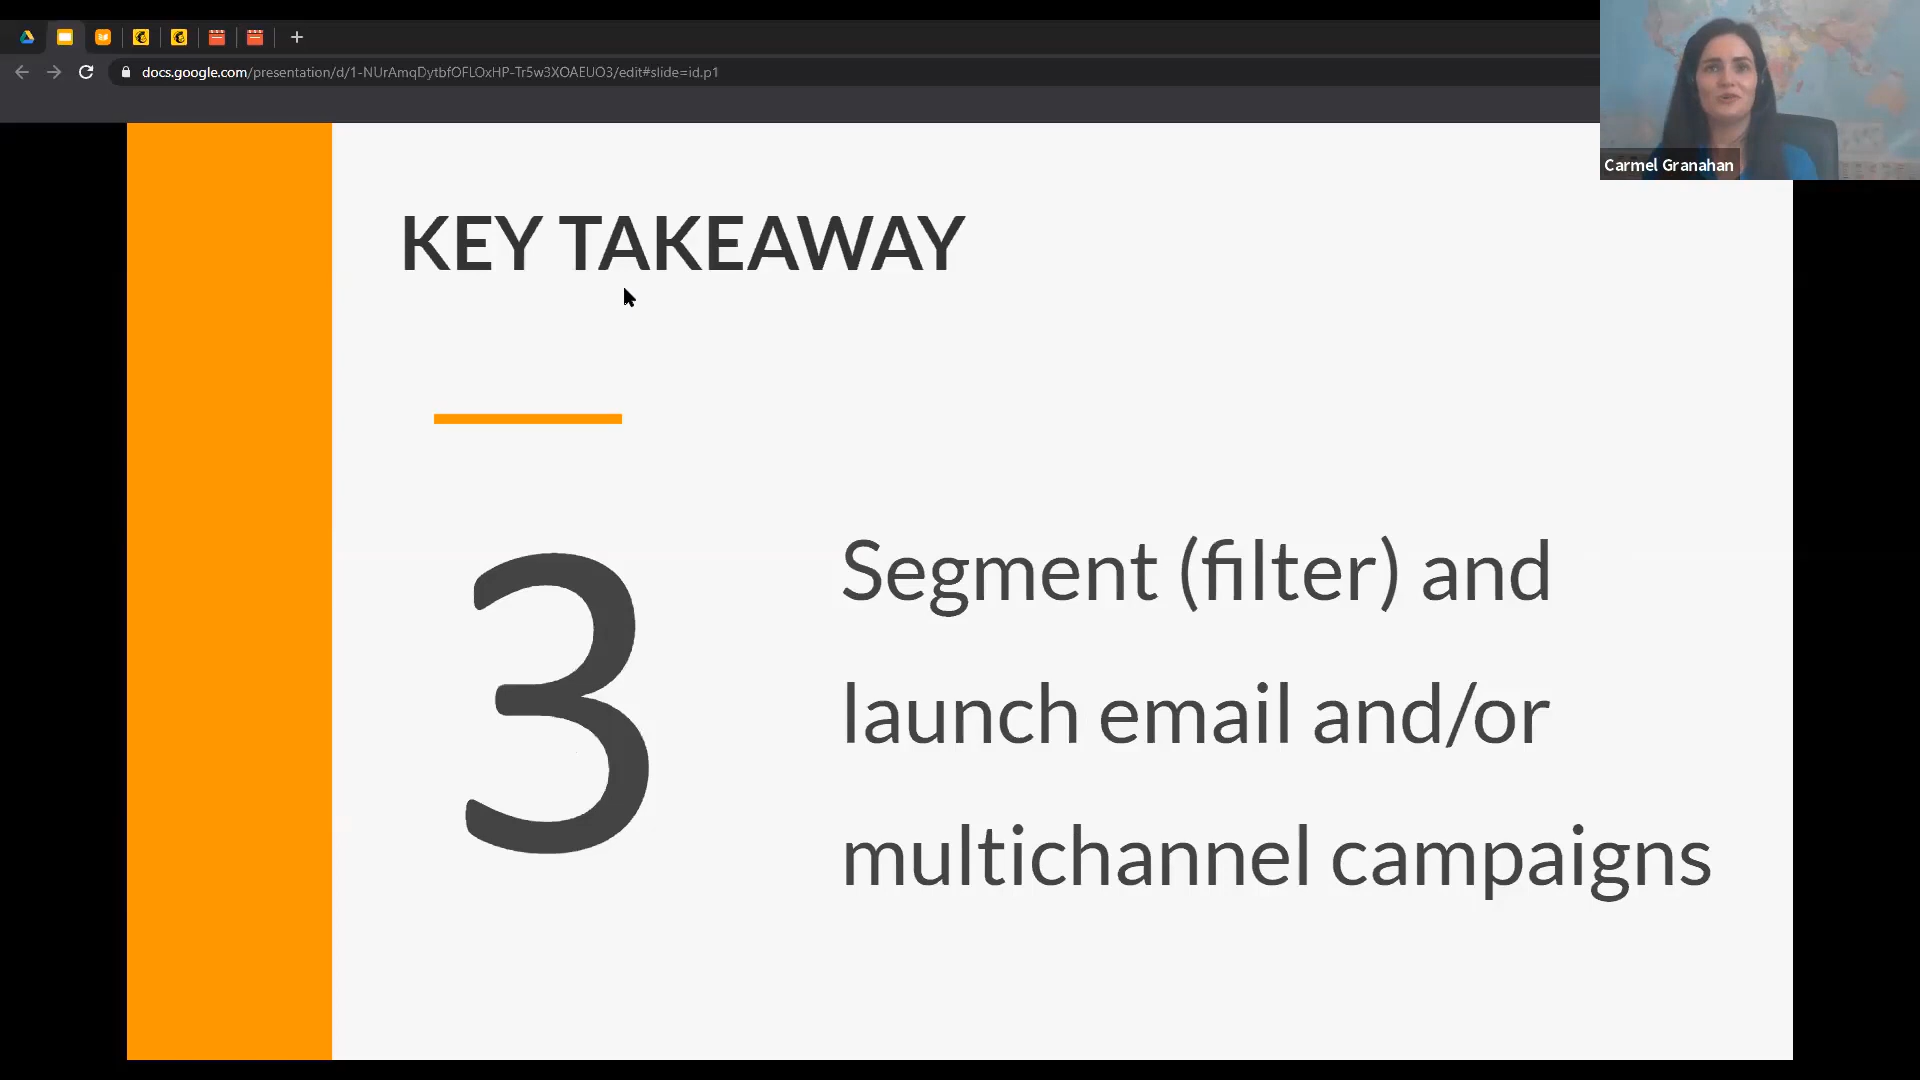 docs.google.com/presentation/d/1-NUrAmqDytbfOFLOxHP-Tr5w3XOAEUO3/edit#slide=id.p1
Carmel Granahan
KEY TAKEAWAY
3
Segment (filter) and
launch email and/or
multichannel campaigns